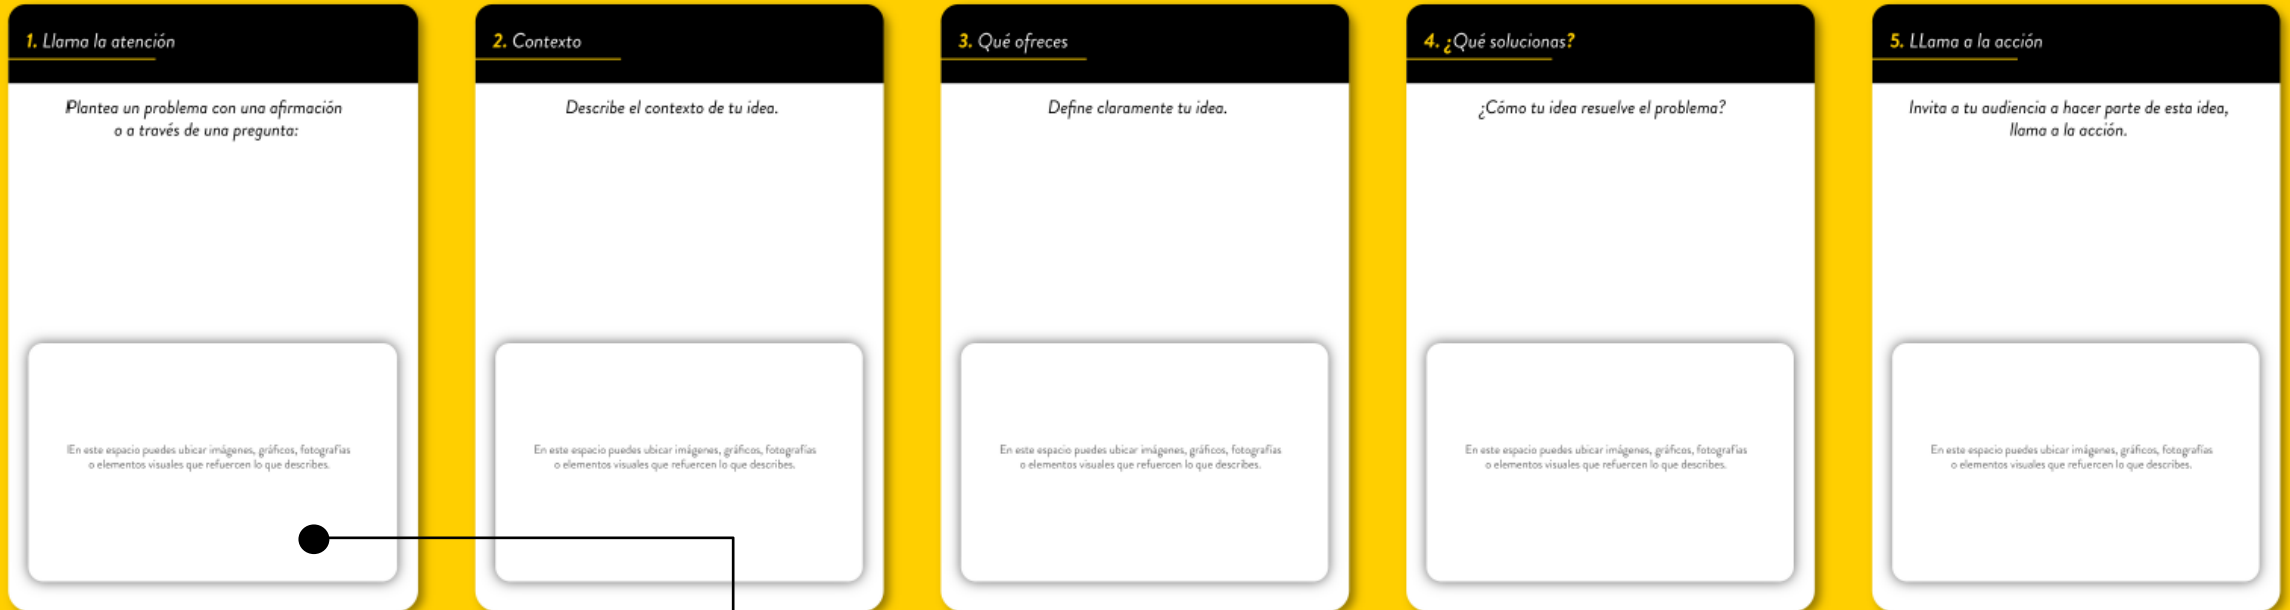 1. Llama la atención
Plantea un problema con una afirmación
o a través de una pregunta:
En este espacio puedes ubicar imágenes, gráficos, fotografías
o elementos visuales que refuercen lo que describes.
2. Contexto
Describe el contexto de tu idea.
En este espacio puedes ubicar imágenes, gráficos, fotografías
o elementos visuales que refuercen lo que describes.
3. Qué ofreces
Define claramente tu idea.
En este espacio puedes ubicar imágenes, gráficos, fotografías
o elementos visuales que refuercen lo que describes.
4. ¿Qué solucionas?
¿Cómo tu idea resuelve el problema?
En este espacio puedes ubicar imágenes, gráficos, fotografías
o elementos visuales que refuercen lo que describes.
5. LLama a la acción
Invita a tu audiencia a hacer parte de esta idea,
llama a la acción.
En este espacio puedes ubicar imágenes, gráficos, fotografías
o elementos visuales que refuercen lo que describes.